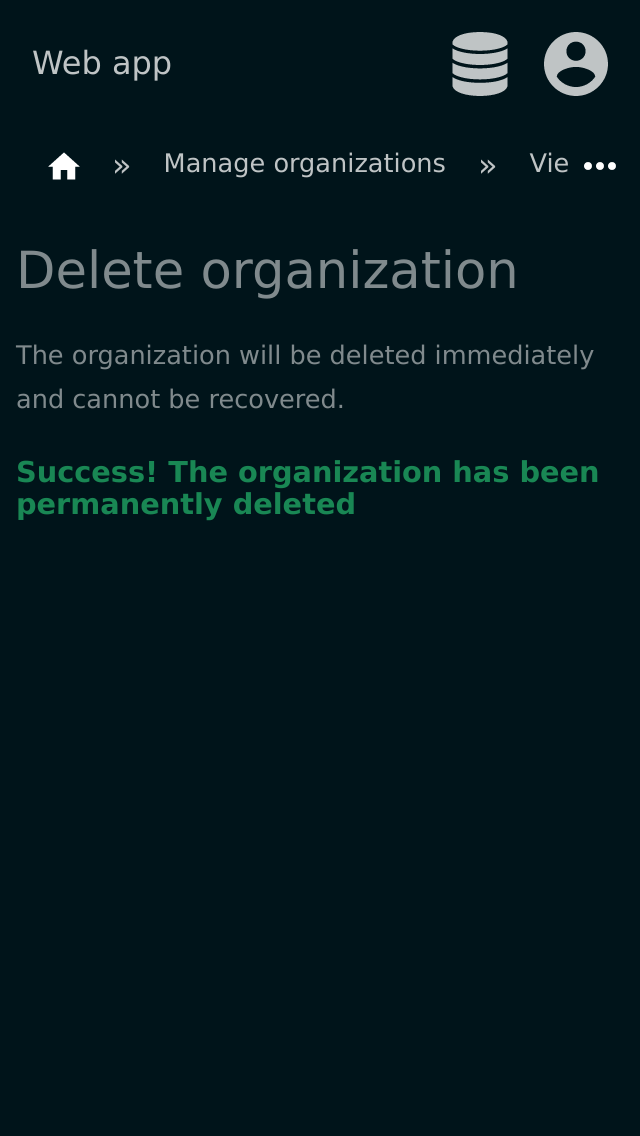 Web app
» Manage organizations » Vie •••
Delete organization
The organization will be deleted immediately
and cannot be recovered.
Success! The organization has been
permanently deleted